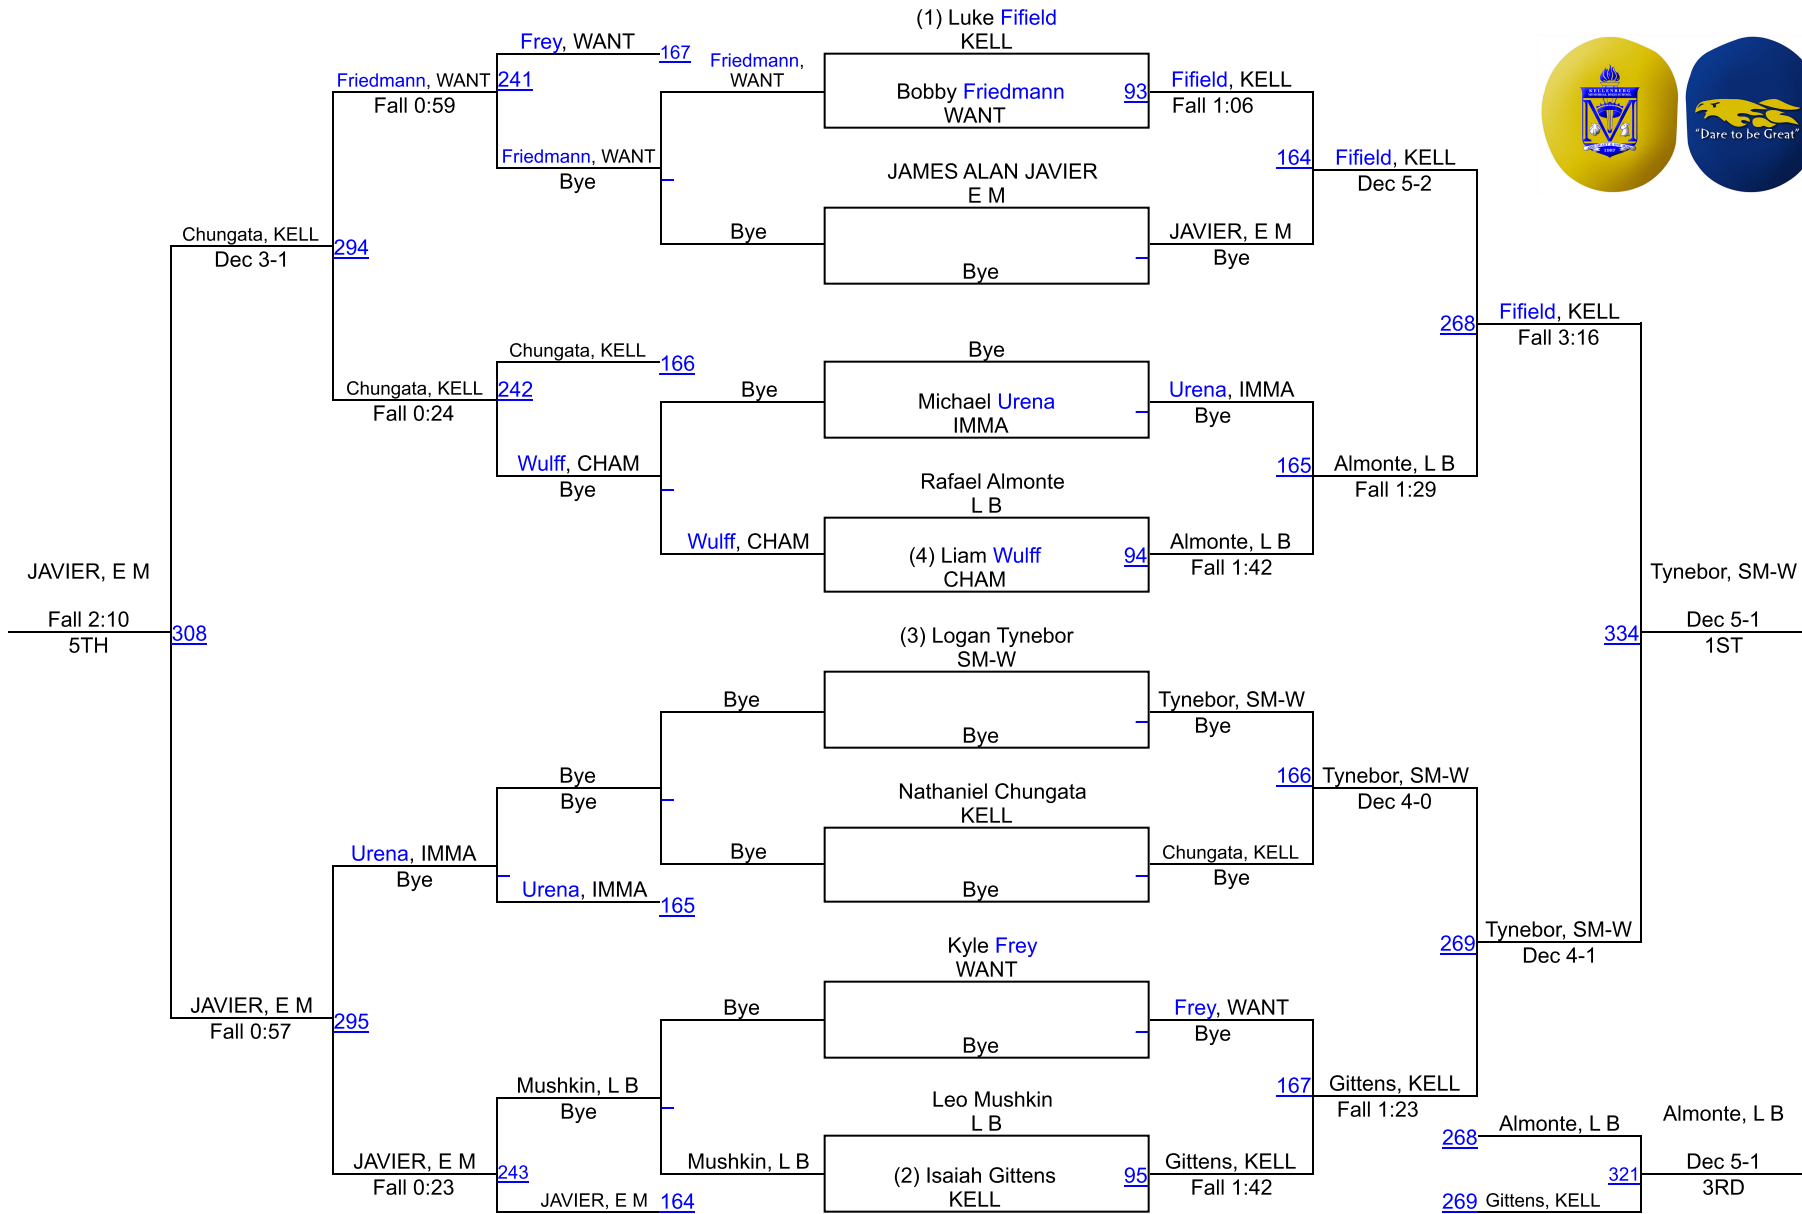 (1) Luke Fifield
KELL
Frey, WANT
167
Friedmann,
WANT
Friedmann, WANT
241
Fall 0:59
Bobby Friedmann
WANT
93
Fifield, KELL
Fall 1:06
KELLENBERG
"Dare to be Great"
Friedmann, WANT
Bye
JAMES ALAN JAVIER
E M
164
Fifield, KELL
Dec 5-2
Chungata, KELL
Dec 3-1
294
Bye
Bye
JAVIER, E M
Bye
Fifield, KELL
Fall 3:16
268
Chungata, KELL
166
Bye
Chungata, KELL
242
Fall 0:24
Bye
Michael Urena
IMMA
Urena, IMMA
Bye
Wulff, CHAM
Bye
Rafael Almonte
L B
165
Almonte, L B
Fall 1:29
Wulff, CHAM
(4) Liam Wulff
CHAM
94
Almonte, L B
Fall 1:42
JAVIER, E M
Fall 2:10
5TH
308
Tynebor, SM-W
Dec 5-1
1ST
334
(3) Logan Tynebor
SM-W
Bye
Bye
Tynebor, SM-W
Bye
Bye
Bye
Nathaniel Chungata
KELL
166
Tynebor, SM-W
Dec 4-0
Urena, IMMA
Bye
Bye
Bye
Chungata, KELL
Bye
Urena, IMMA
165
269
Tynebor, SM-W
Dec 4-1
Kyle Frey
WANT
JAVIER, E M
Fall 0:57
295
Bye
Bye
Frey, WANT
Bye
Mushkin, L B
Bye
Leo Mushkin
L B
167
Gittens, KELL
Fall 1:23
JAVIER, E M
243
Fall 0:23
Mushkin, L B
(2) Isaiah Gittens
KELL
95
Gittens, KELL
Fall 1:42
JAVIER, E M
164
268
Almonte, L B
Almonte, L B
321
Dec 5-1
3RD
269
Gittens, KELL